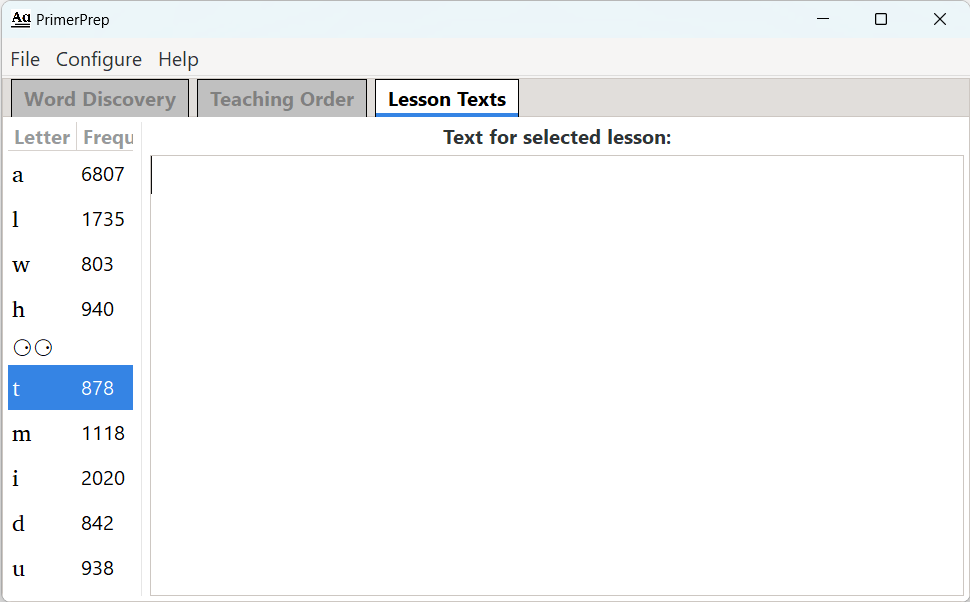 PrimerPrep
File Configure Help
Word Discovery Teaching Order Lesson Texts
Letter Frequ Text for selected lesson:
a 6807
l 1735
w 803
h 940
⚆⚆
t 878
m 1118
i 2020
d 842
u 938